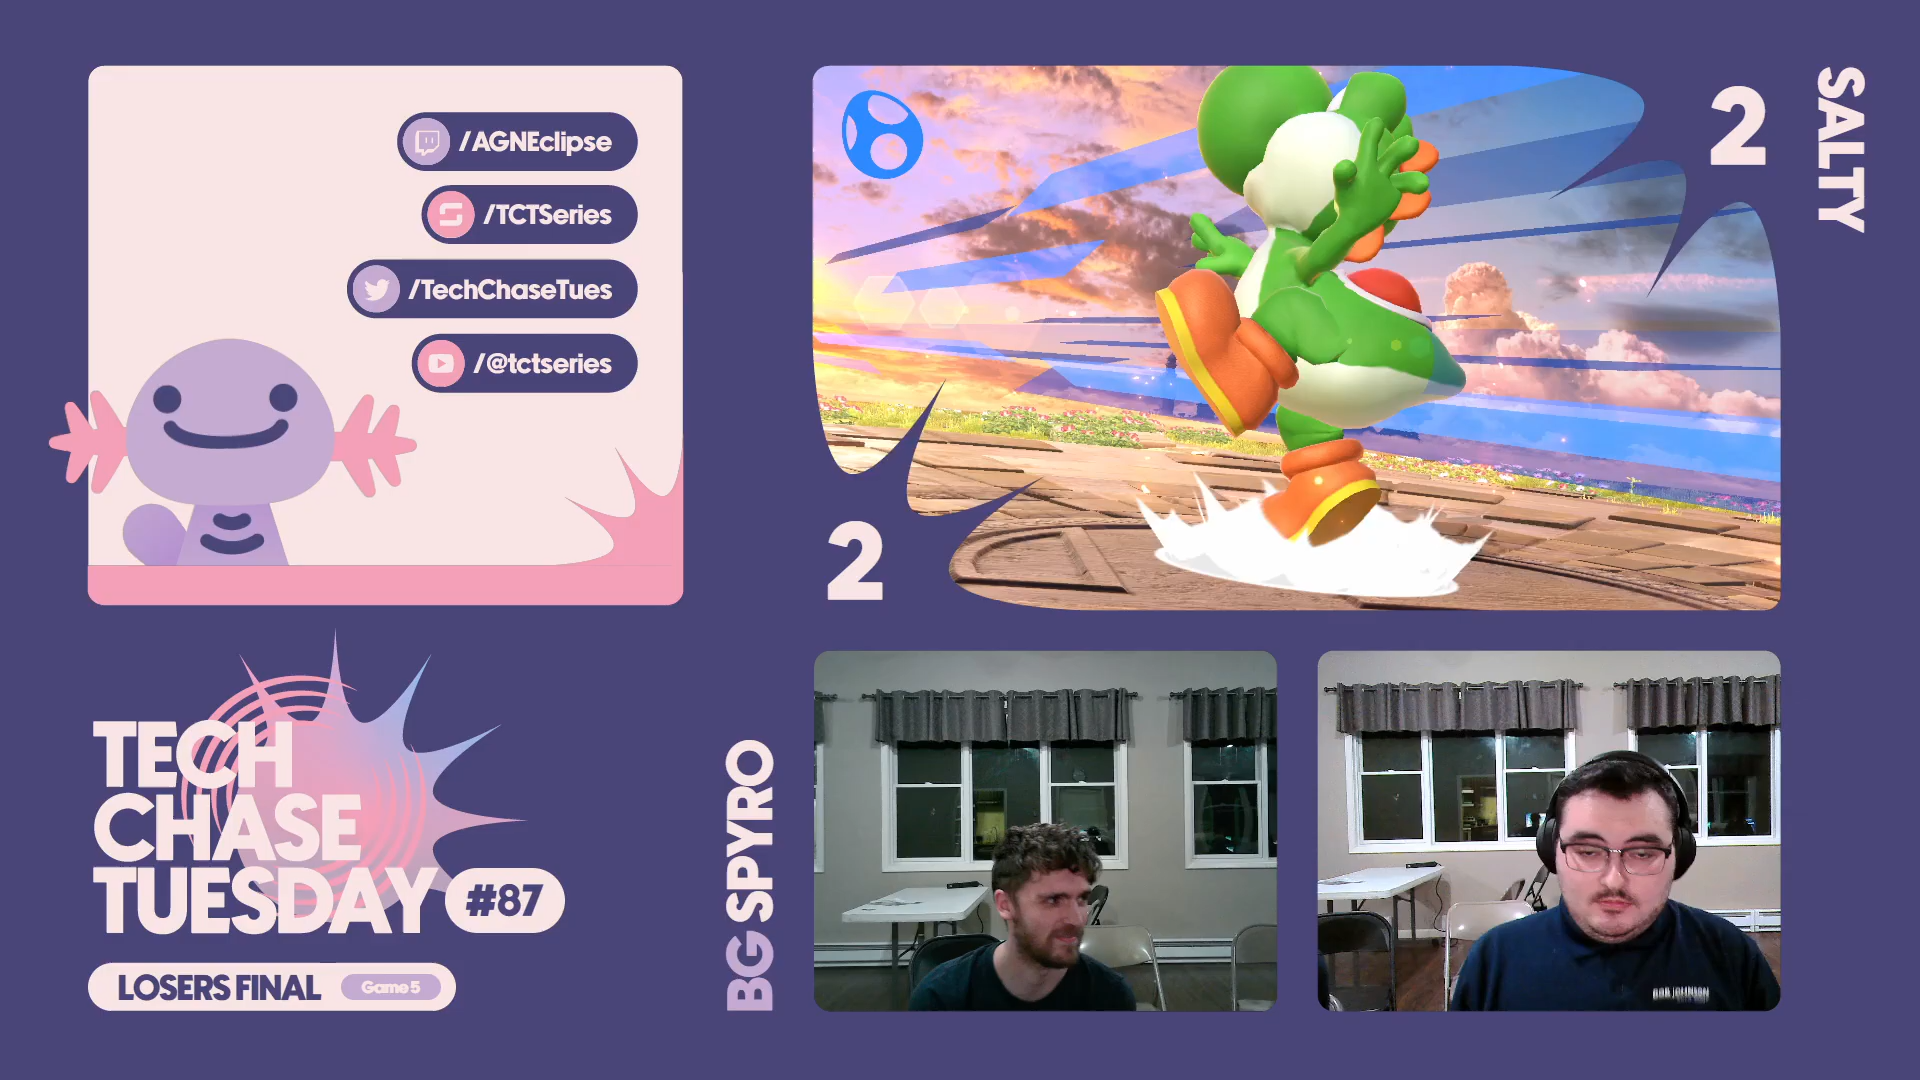 /AGNEclipse
/TCTSeries
/TechChaseTues
/@tctseries
TECH
CHASE
TUESDAY #87
LOSERS FINAL Game 5
2
SALTY
2
BG SPYRO